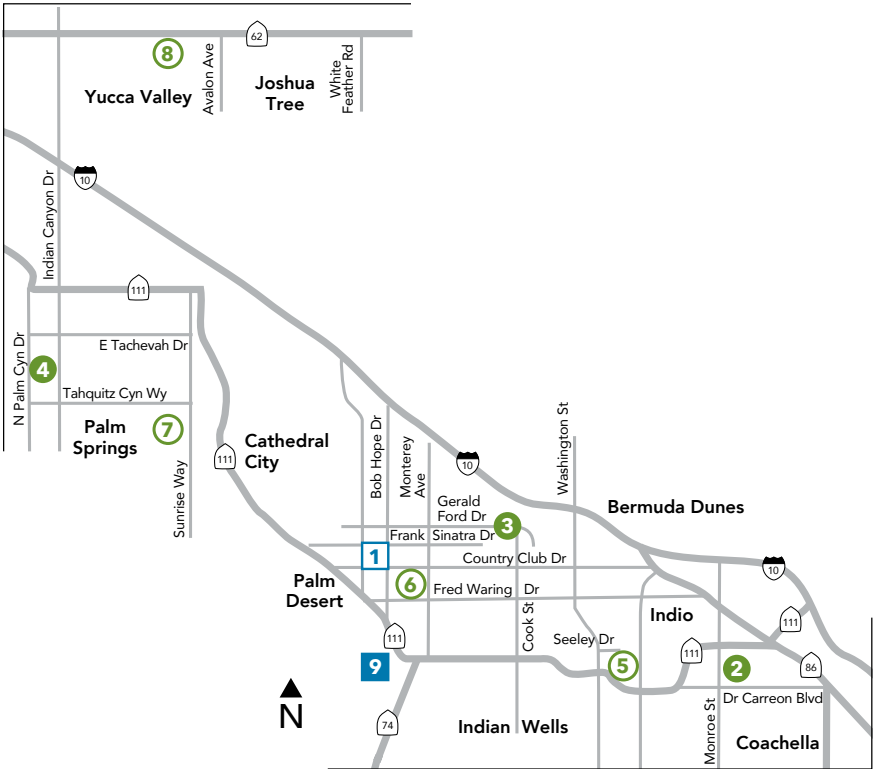 8
62
Avalon Ave
White
Feather Rd
Yucca Valley
Joshua
Tree
10
Indian Canyon Dr
111
N Palm Cyn Dr
E Tachevah Dr
4
Tahquitz Cyn Wy
7
Palm
Springs
Sunrise Way
111
Cathedral
City
Bob Hope Dr
Monterey
Ave
10
Washington St
Gerald
Ford Dr
3
Bermuda Dunes
Frank Sinatra Dr
1
Country Club Dr
10
Palm
Desert
6
Fred Waring Dr
Cook St
Indio
111
111
Seeley Dr
5
111
2
86
9
N
74
Indian Wells
Monroe St
Dr Carreon Blvd
Coachella